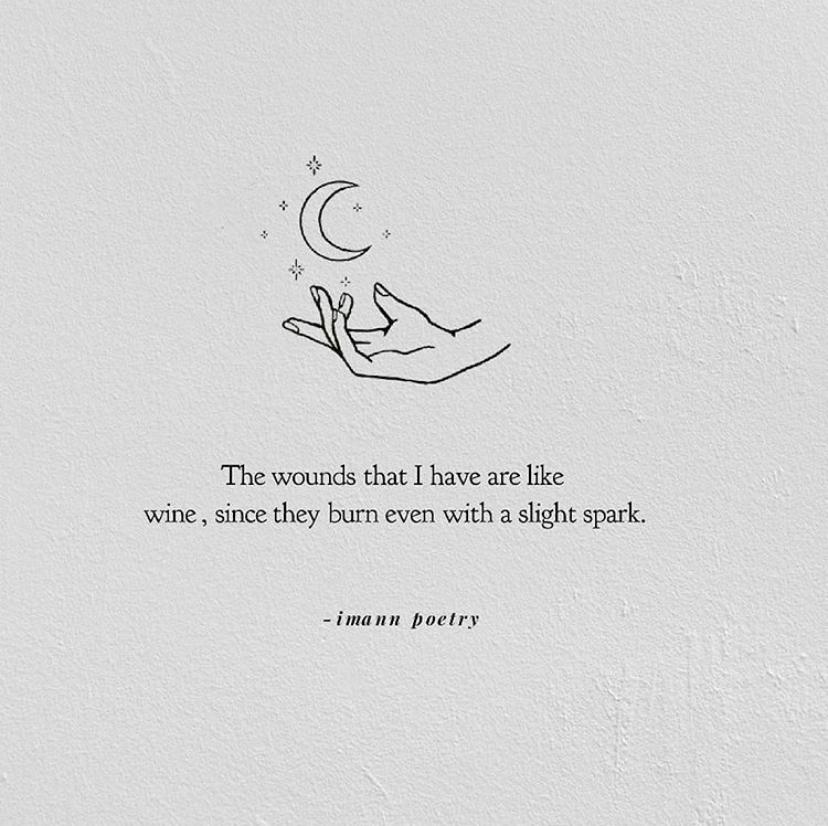 The wounds that I have are like
wine , since they burn even with a slight spark.
- imann poetry